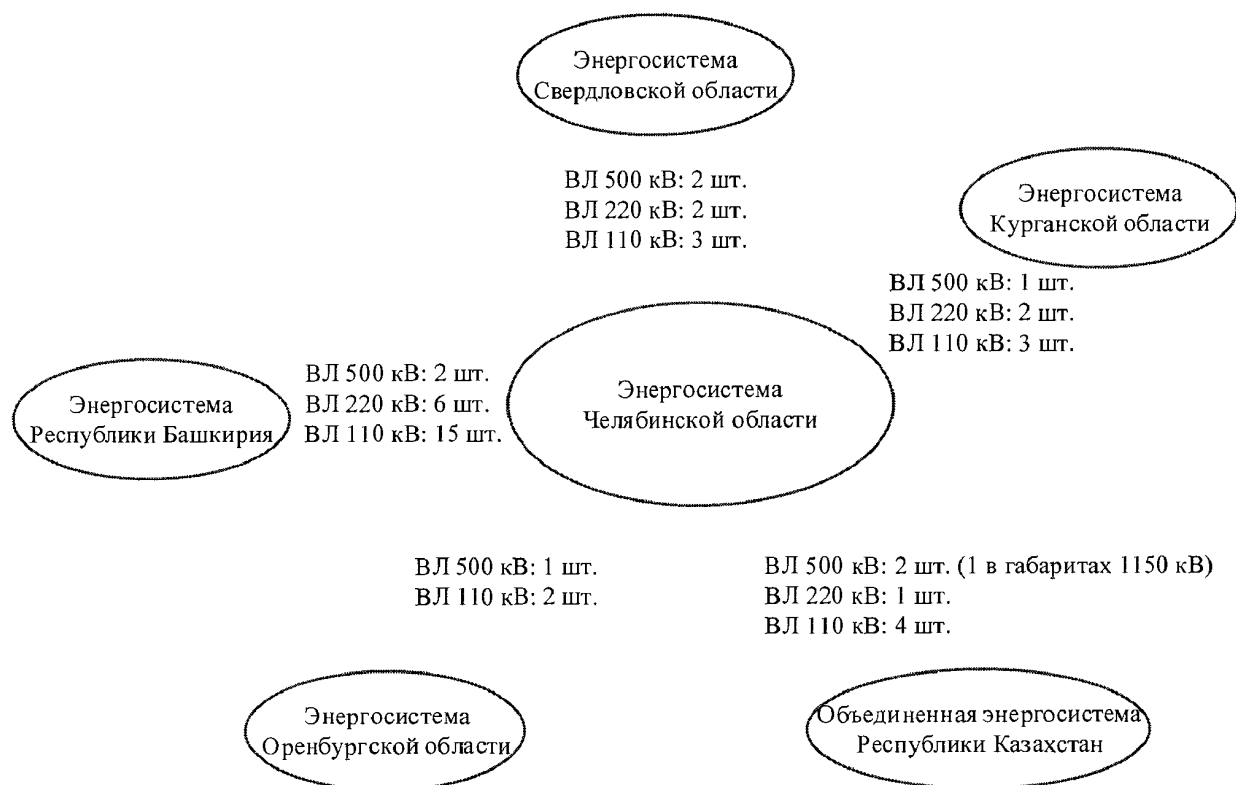 Энергосистема
Свердловской области
ВЛ 500 кВ: 2 шт.
ВЛ 220 кВ: 2 шт.
ВЛ 110 кВ: 3 шт.
Энергосистема
Курганской области
ВЛ 500 кВ: 1 шт.
ВЛ 220 кВ: 2 шт.
ВЛ 110 кВ: 3 шт.
Энергосистема
Республики Башкирия
ВЛ 500 кВ: 2 шт.
ВЛ 220 кВ: 6 шт.
ВЛ 110 кВ: 15 шт.
Энергосистема
Челябинской области
ВЛ 500 кВ: 1 шт.
ВЛ 110 кВ: 2 шт.
ВЛ 500 кВ: 2 шт. (1 в габаритах 1150 кВ)
ВЛ 220 кВ: 1 шт.
ВЛ 110 кВ: 4 шт.
Энергосистема
Оренбургской области
Объединенная энергосистема
Республики Казахстан